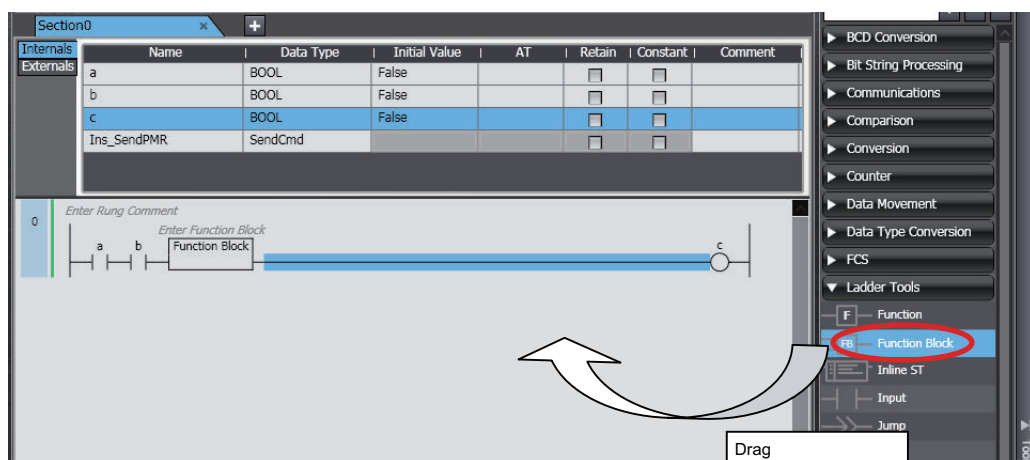 Section0 × +
Internals
Externals
Name Data Type Initial Value AT Retain Constant Comment
a BOOL False
b BOOL False
c BOOL False
Ins_SendPMR SendCmd
0
Enter Rung Comment
Enter Function Block
a b Function Block c
BCD Conversion
Bit String Processing
Communications
Comparison
Conversion
Counter
Data Movement
Data Type Conversion
FCS
Ladder Tools
F Function
FB Function Block
Inline ST
Input
Jump
Drag